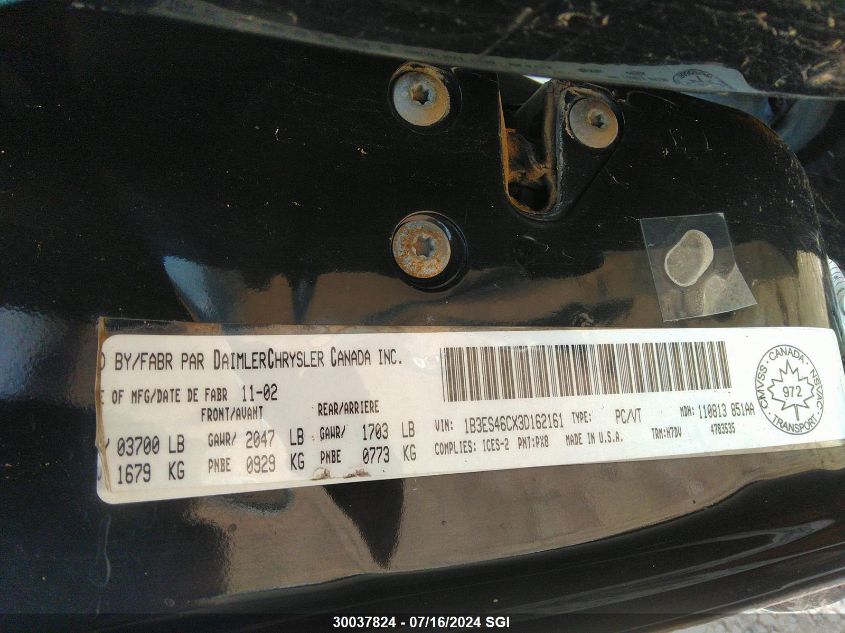 D BY/FABR PAR DAIMLERCHRYSLER CANADA INC.
E OF MFG/DATE DE FABR 11-02
FRONT/AVANT REAR/ARRIERE
03700 LB GAWR/ 2047 LB GAWR/ 1703 LB
1679 KG PNBE 0929 KG PNBE 0773 KG
VIN: 1B3ES46CX3D162161 TYPE: PC/VT MDH: 110813 851AA
COMPLIES: ICES-2 PNT:PX8 MADE IN U.S.A. TRM:H7DV 4783535
CANADA
CMVSS
NSVAC
972
TRANSPORT
30037824 - 07/16/2024 SGI